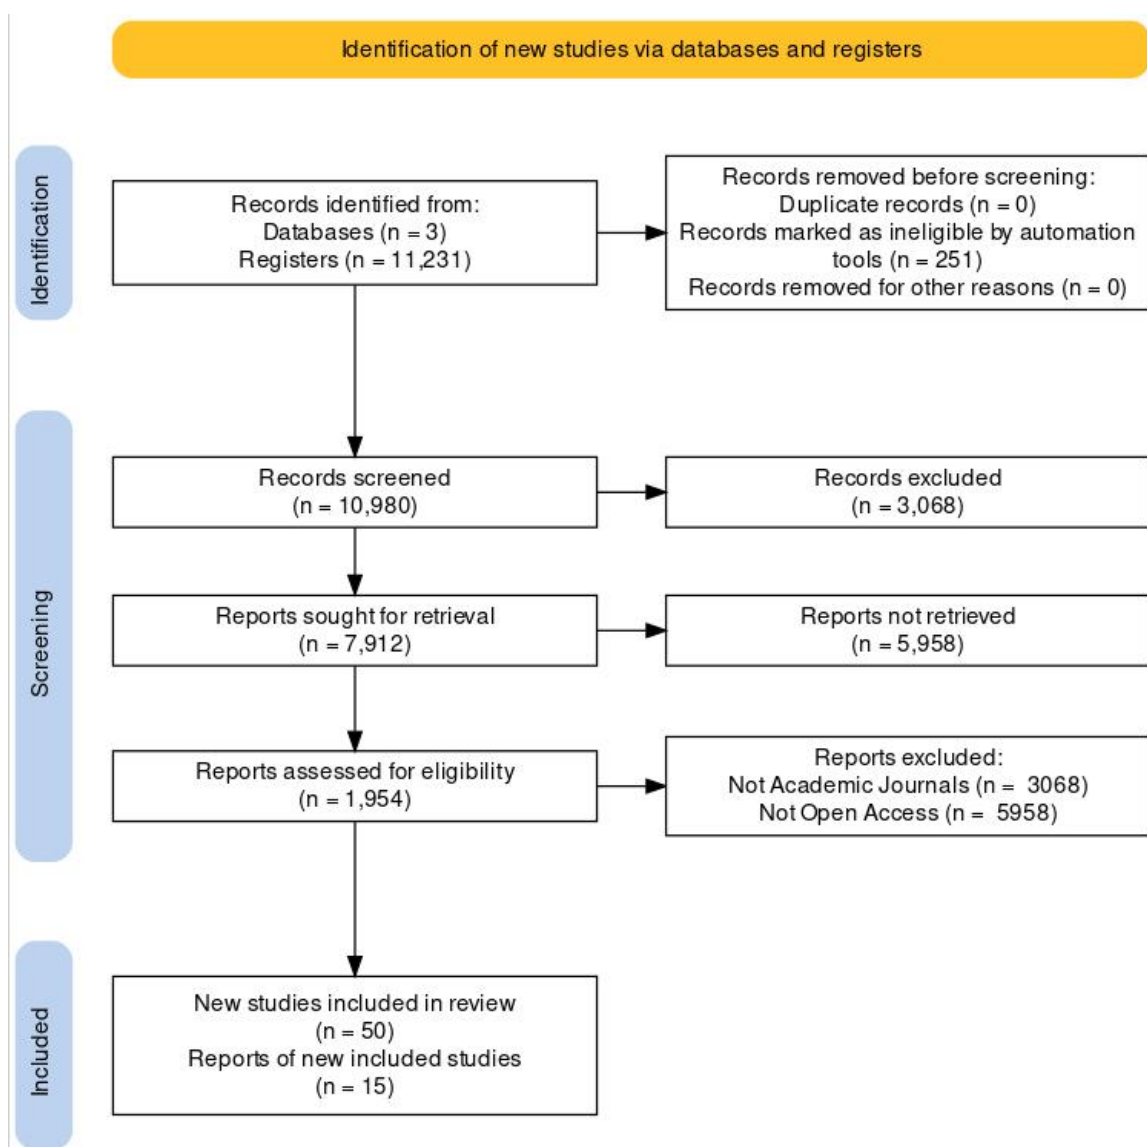 Identification of new studies via databases and registers
Identification
Records identified from:
Databases (n = 3)
Registers (n = 11,231)
Records removed before screening:
Duplicate records (n = 0)
Records marked as ineligible by automation
tools (n = 251)
Records removed for other reasons (n = 0)
Screening
Records screened
(n = 10,980)
Records excluded
(n = 3,068)
Reports sought for retrieval
(n = 7,912)
Reports not retrieved
(n = 5,958)
Reports assessed for eligibility
(n = 1,954)
Reports excluded:
Not Academic Journals (n = 3068)
Not Open Access (n = 5958)
Included
New studies included in review
(n = 50)
Reports of new included studies
(n = 15)